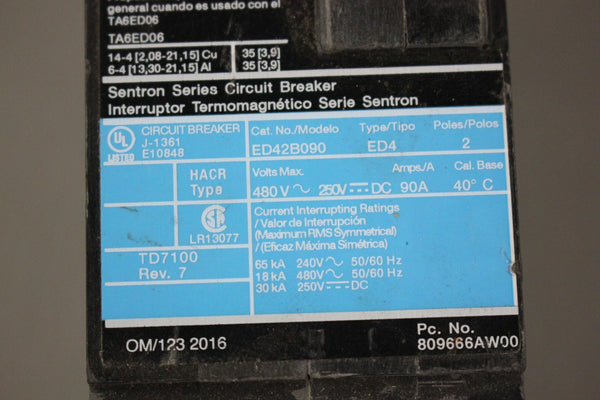 general cuando es usado con el
TA6ED06
TA6ED06
14-4 [2,08-21,15] Cu 35 [3,9]
6-4 [13,30-21,15] Al 35 [3,9]
Sentron Series Circuit Breaker
Interruptor Termomagnético Serie Sentron
UL LISTED
CIRCUIT BREAKER
J-1361
E10848
Cat. No./Modelo Type/Tipo Poles/Polos
ED42B090 ED4 2
HACR
Type
Volts Max. Amps./A Cal. Base
480 V ~ 250V ⎓ DC 90A 40° C
LR13077
Current Interrupting Ratings
/Valor de Interrupción
(Maximum RMS Symmetrical)
/(Eficaz Máxima Simétrica)
65 kA 240V ~ 50/60 Hz
18 kA 480V ~ 50/60 Hz
30 kA 250V ⎓ DC
TD7100
Rev. 7
OM/123 2016
Pc. No.
809666AW00